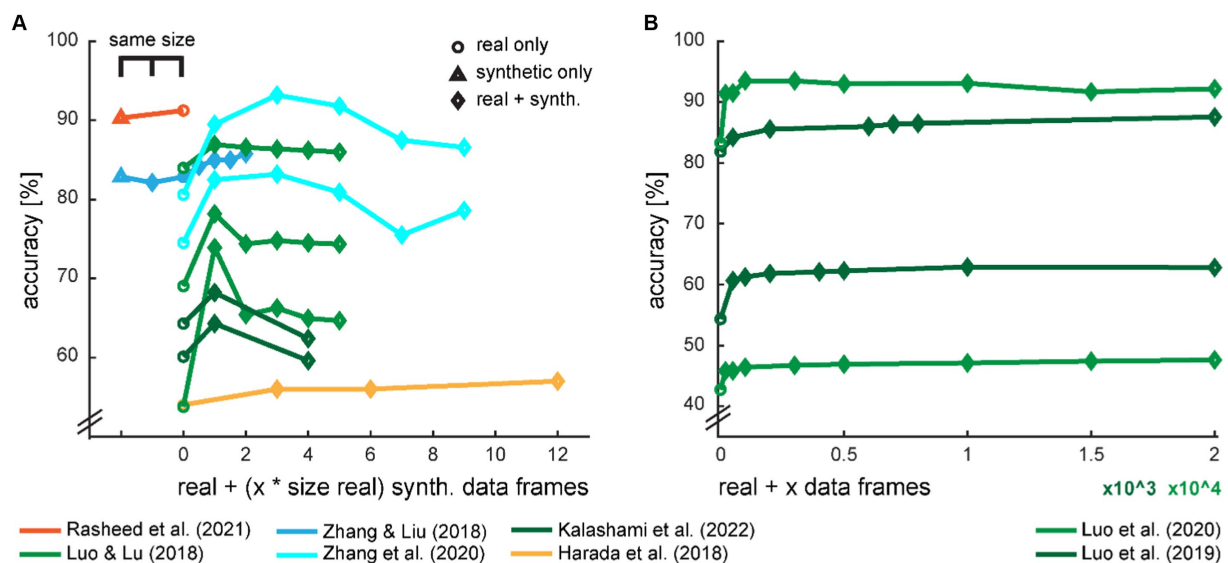 A
same size
real only
synthetic only
real + synth.
100
90
80
70
60
accuracy [%]
0 2 4 6 8 10 12
real + (x * size real) synth. data frames
B
100
90
80
70
60
50
40
accuracy [%]
0 0.5 1 1.5 2
real + x data frames
x10^3 x10^4
Rasheed et al. (2021)
Luo & Lu (2018)
Zhang & Liu (2018)
Zhang et al. (2020)
Kalashami et al. (2022)
Harada et al. (2018)
Luo et al. (2020)
Luo et al. (2019)